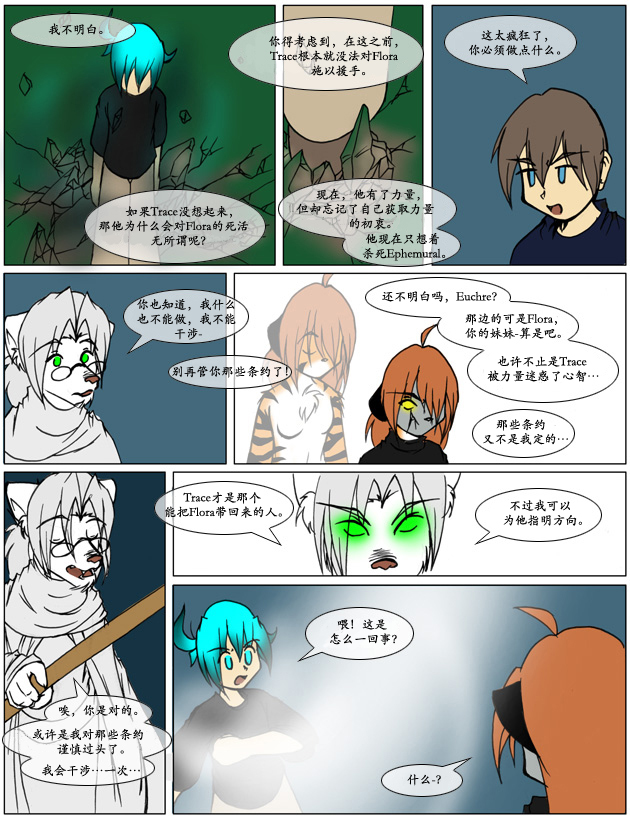 我不明白。
如果Trace没想起来，
那他为什么会对Flora的死活
无所谓呢？
你得考虑到，在这之前，
Trace根本就没法对Flora
施以援手。
现在，他有了力量，
但却忘记了自己获取力量
的初衷。
他现在只想着
杀死Ephemural。
这太疯狂了，
你必须做点什么。
你也知道，我什么
也不能做，我不能
干涉-
别再管你那些条约了！
还不明白吗，Euchre？
那边的可是Flora，
你的妹妹-算是吧。
也许不止是Trace
被力量迷惑了心智…
那些条约
又不是我定的…
唉，你是对的。
或许是我对那些条约
谨慎过头了。
我会干涉…一次…
Trace才是那个
能把Flora带回来的人。
不过我可以
为他指明方向。
喂！这是
怎么一回事？
什么-？